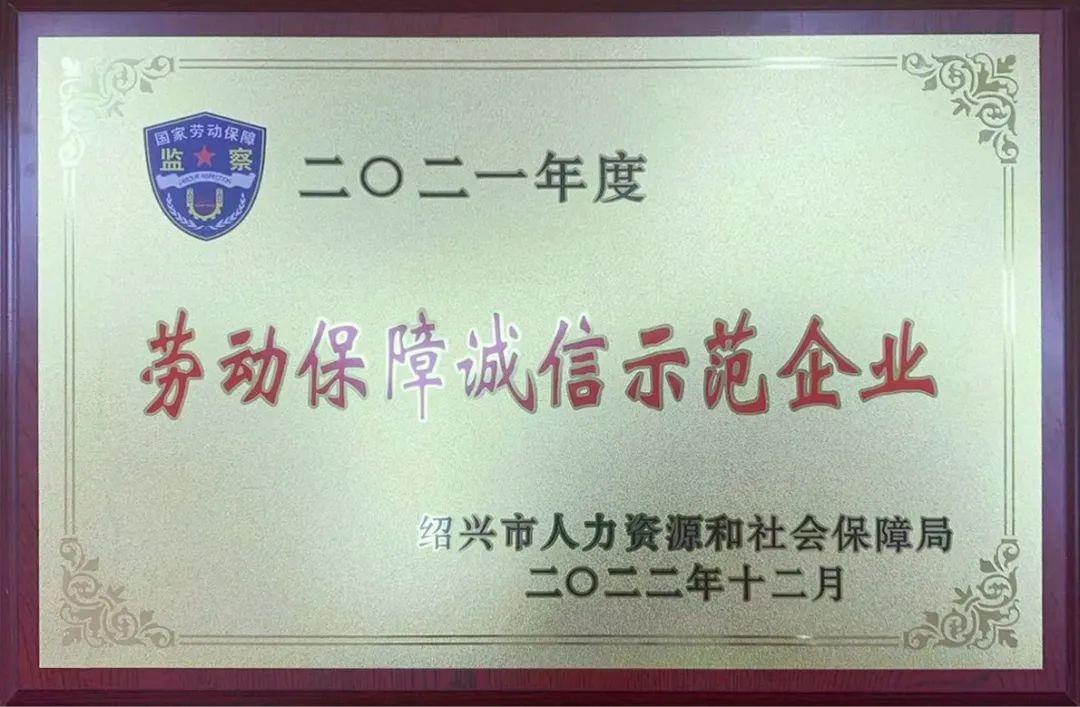 国家劳动保障
监察
LABOUR INSPECTION
二〇二一年度
劳动保障诚信示范企业
绍兴市人力资源和社会保障局
二〇二二年十二月